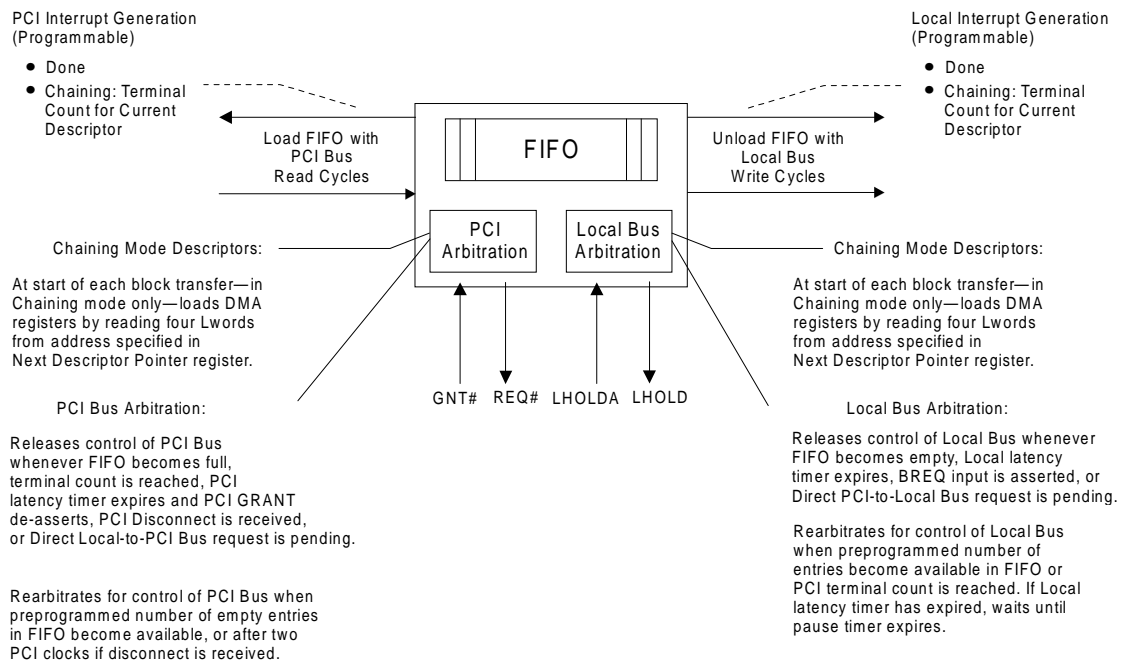 PCI Interrupt Generation
(Programmable)
• Done
• Chaining: Terminal
Count for Current
Descriptor
Local Interrupt Generation
(Programmable)
• Done
• Chaining: Terminal
Count for Current
Descriptor
Load FIFO with
PCI Bus
Read Cycles
FIFO
Unload FIFO with
Local Bus
Write Cycles
PCI
Arbitration
Local Bus
Arbitration
GNT# REQ# LHOLDA LHOLD
Chaining Mode Descriptors:
At start of each block transfer—in
Chaining mode only—loads DMA
registers by reading four Lwords
from address specified in
Next Descriptor Pointer register.
Chaining Mode Descriptors:
At start of each block transfer—in
Chaining mode only—loads DMA
registers by reading four Lwords
from address specified in
Next Descriptor Pointer register.
PCI Bus Arbitration:
Releases control of PCI Bus
whenever FIFO becomes full,
terminal count is reached, PCI
latency timer expires and PCI GRANT
de-asserts, PCI Disconnect is received,
or Direct Local-to-PCI Bus request is pending.
Rearbitrates for control of PCI Bus when
preprogrammed number of empty entries
in FIFO become available, or after two
PCI clocks if disconnect is received.
Local Bus Arbitration:
Releases control of Local Bus whenever
FIFO becomes empty, Local latency
timer expires, BREQ input is asserted, or
Direct PCI-to-Local Bus request is pending.
Rearbitrates for control of Local Bus
when preprogrammed number of
entries become available in FIFO or
PCI terminal count is reached. If Local
latency timer has expired, waits until
pause timer expires.